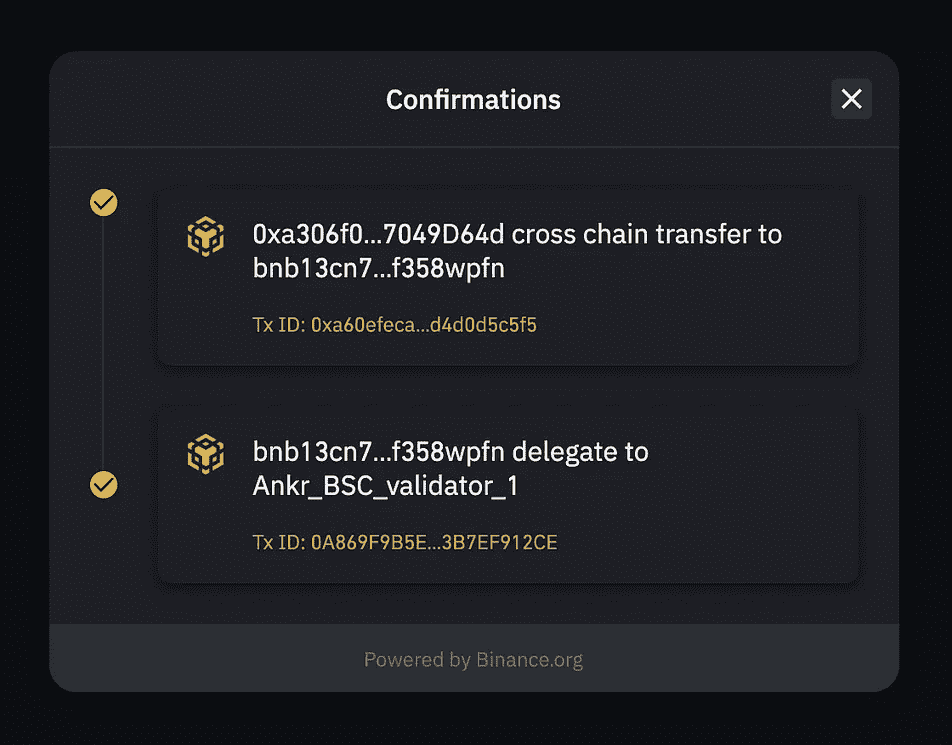 Confirmations
0xa306f0...7049D64d cross chain transfer to
bnb13cn7...f358wpfn
Tx ID: 0xa60efeca...d4d0d5c5f5
bnb13cn7...f358wpfn delegate to
Ankr_BSC_validator_1
Tx ID: 0A869F9B5E...3B7EF912CE
Powered by Binance.org